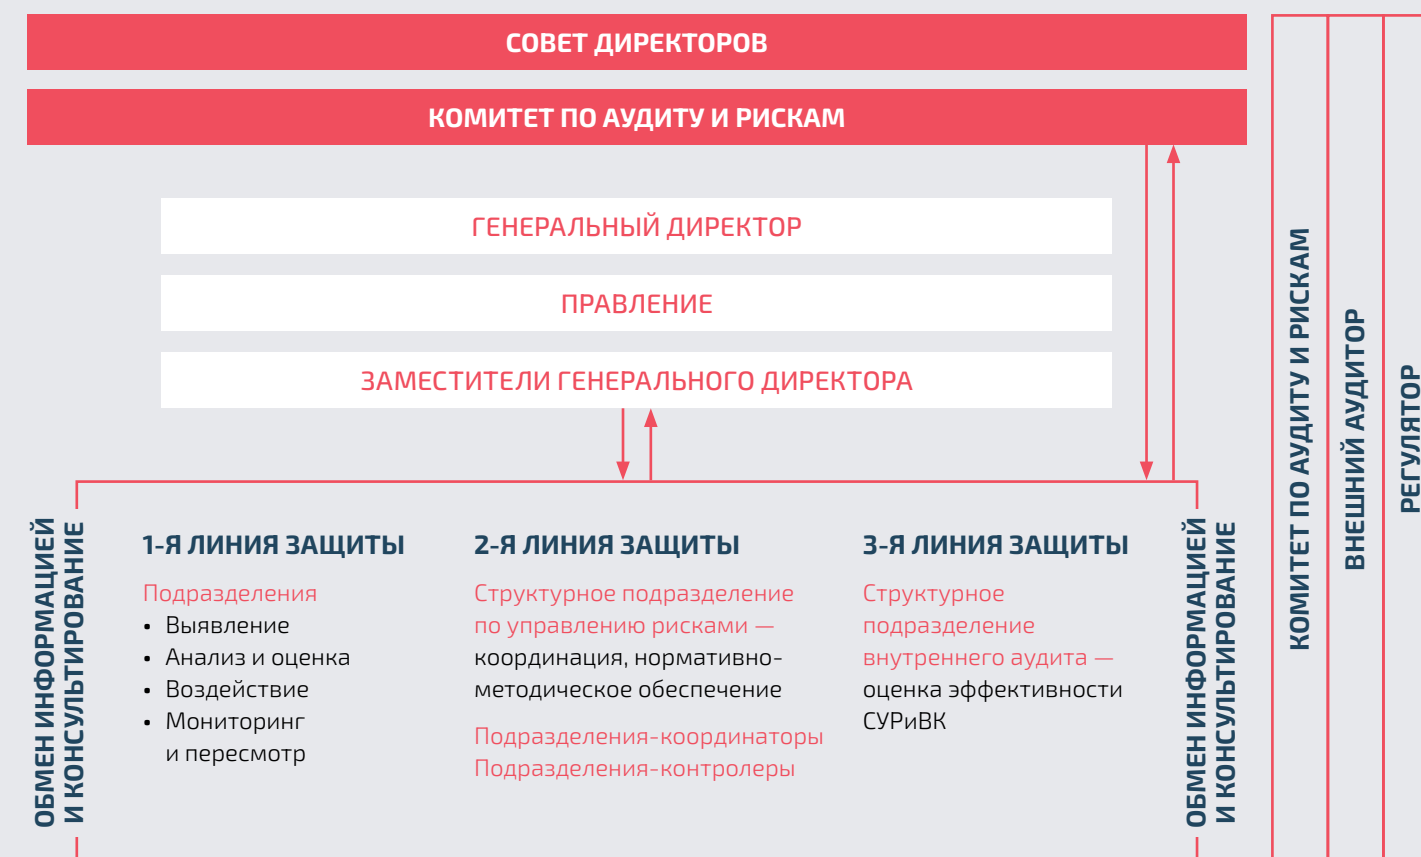 СОВЕТ ДИРЕКТОРОВ
КОМИТЕТ ПО АУДИТУ И РИСКАМ
ГЕНЕРАЛЬНЫЙ ДИРЕКТОР
ПРАВЛЕНИЕ
ЗАМЕСТИТЕЛИ ГЕНЕРАЛЬНОГО ДИРЕКТОРА
ОБМЕН ИНФОРМАЦИЕЙ
И КОНСУЛЬТИРОВАНИЕ
1-Я ЛИНИЯ ЗАЩИТЫ
Подразделения
• Выявление
• Анализ и оценка
• Воздействие
• Мониторинг
и пересмотр
2-Я ЛИНИЯ ЗАЩИТЫ
Структурное подразделение
по управлению рисками —
координация, нормативно-
методическое обеспечение
Подразделения-координаторы
Подразделения-контролеры
3-Я ЛИНИЯ ЗАЩИТЫ
Структурное
подразделение
внутреннего аудита —
оценка эффективности
СУРиВК
ОБМЕН ИНФОРМАЦИЕЙ
И КОНСУЛЬТИРОВАНИЕ
КОМИТЕТ ПО АУДИТУ И РИСКАМ
ВНЕШНИЙ АУДИТОР
РЕГУЛЯТОР